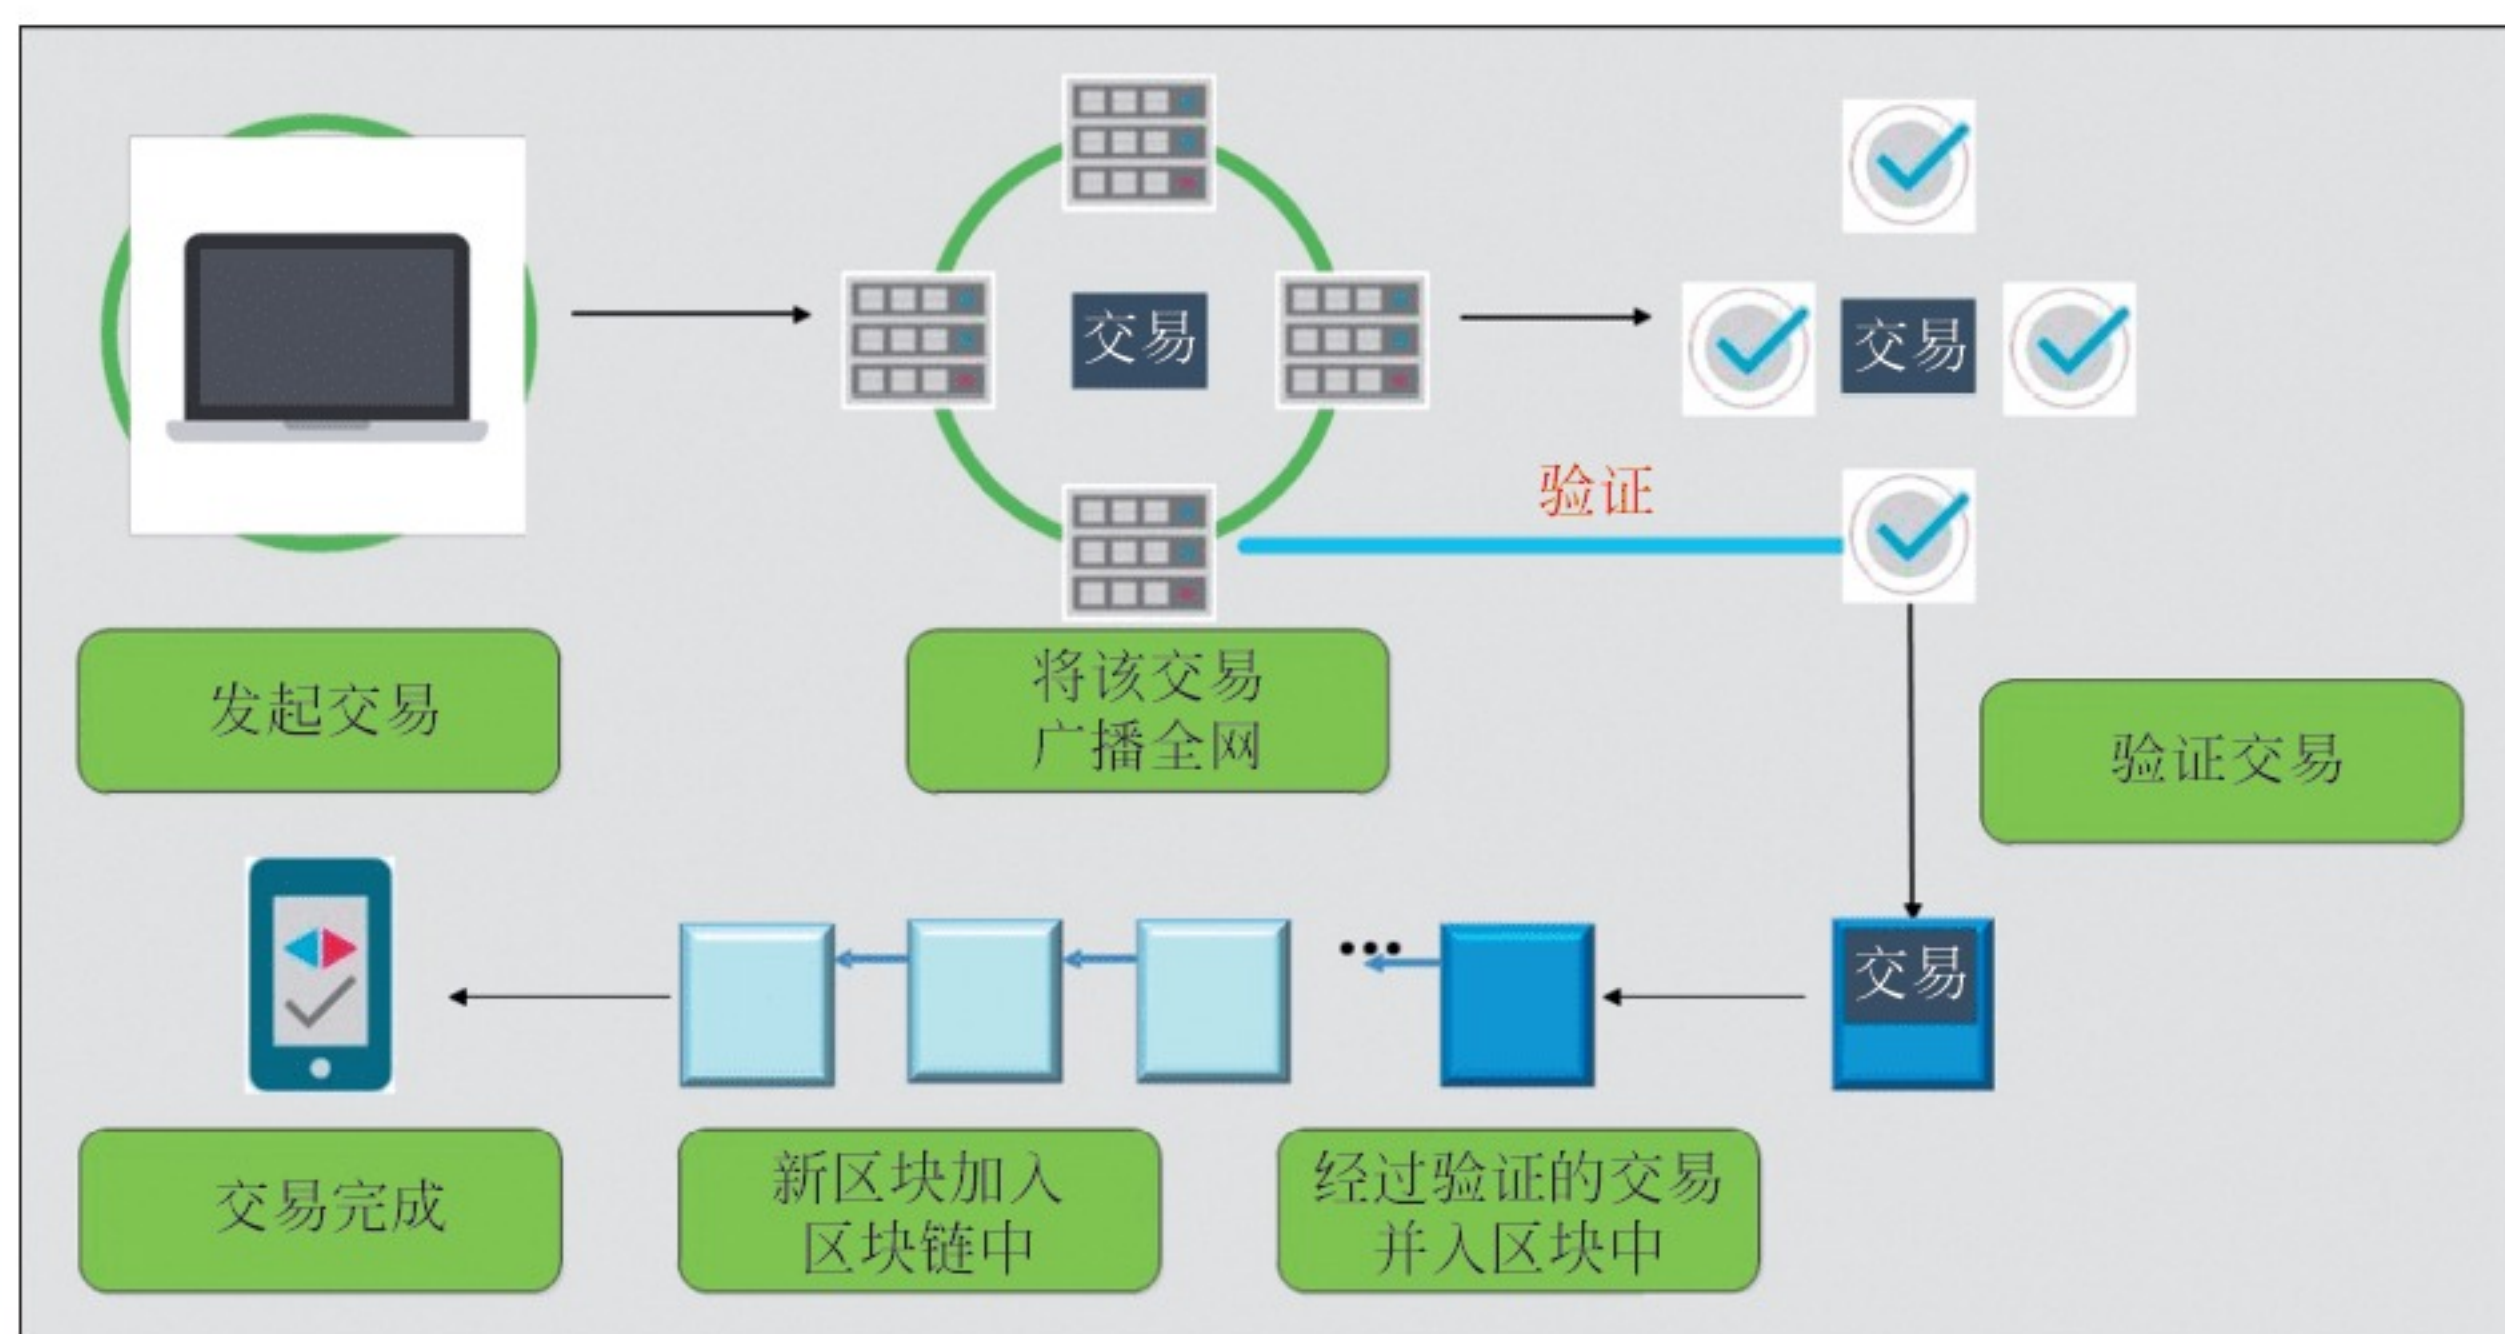 交易
交易
验证
发起交易
将该交易
广播全网
验证交易
交易
交易完成
新区块加入
区块链中
经过验证的交易
并入区块中